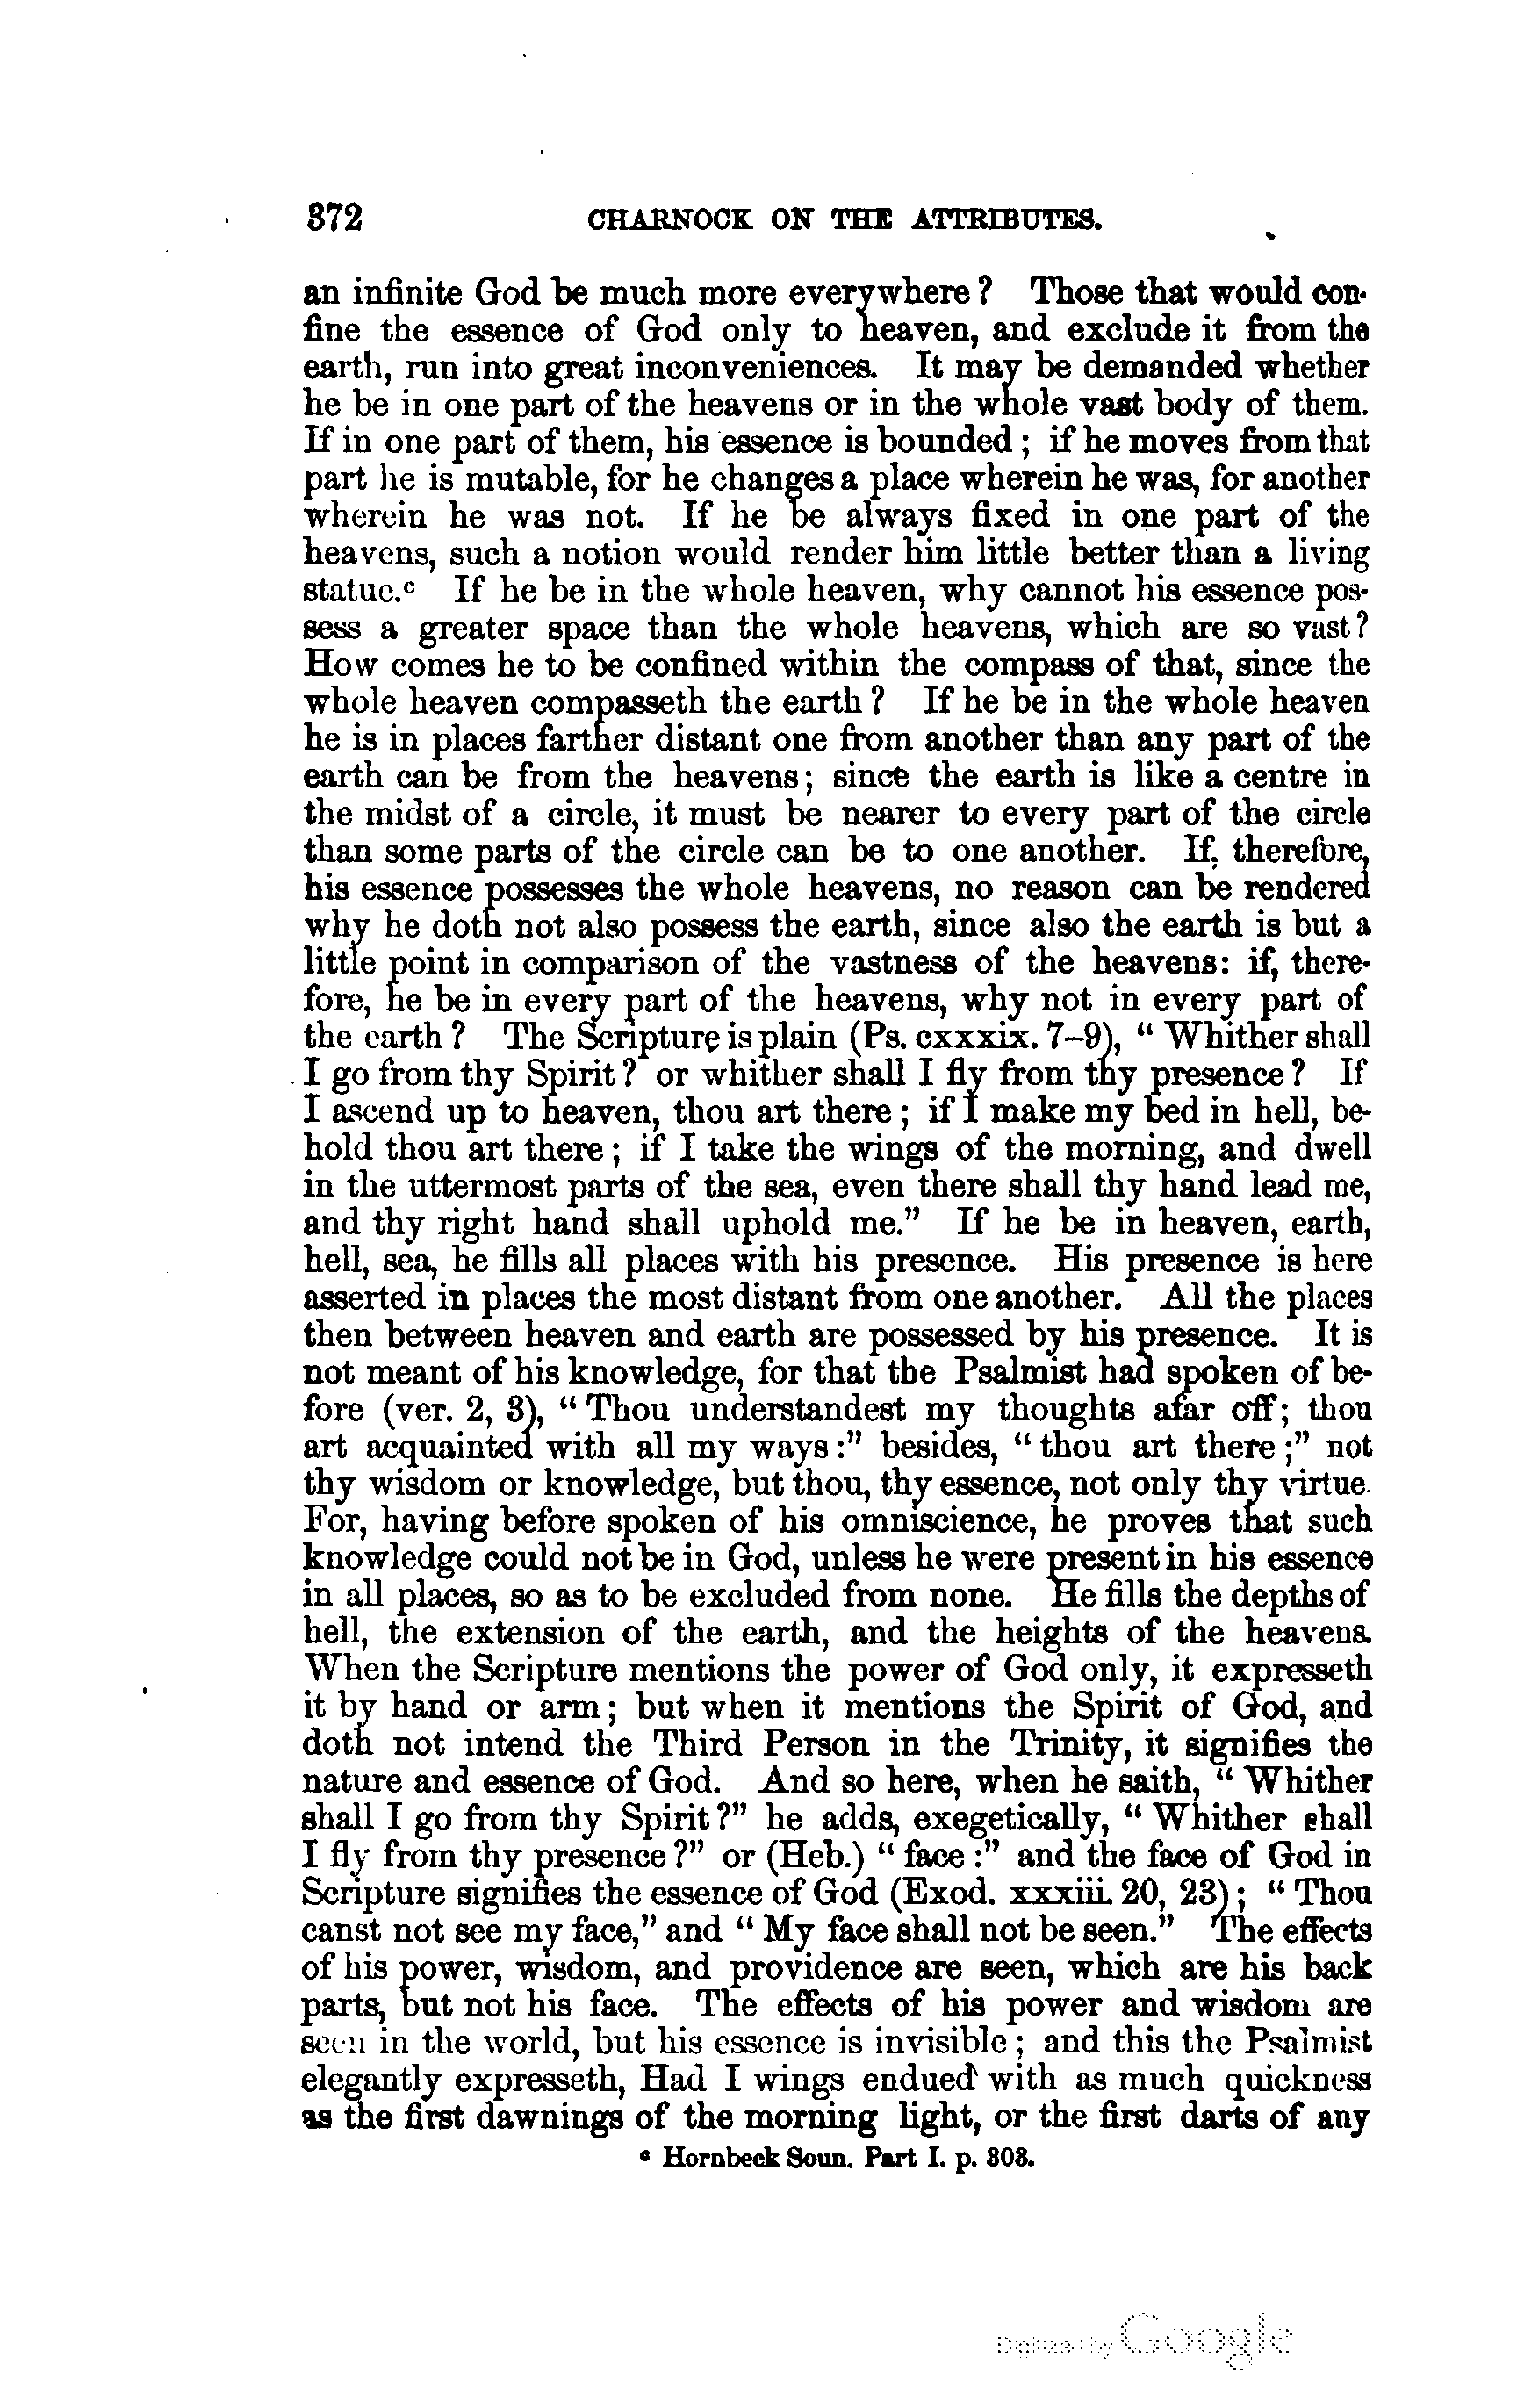 372 CHARNOCK ON THE ATTRIBUTES.
an infinite God be much more everywhere? Those that would con-
fine the essence of God only to heaven, and exclude it from the
earth, run into great inconveniences. It may be demanded whether
he be in one part of the heavens or in the whole vast body of them.
If in one part of them, his essence is bounded; if he moves from that
part he is mutable, for he changes a place wherein he was, for another
wherein he was not. If he be always fixed in one part of the
heavens, such a notion would render him little better than a living
statue.c If he be in the whole heaven, why cannot his essence pos-
sess a greater space than the whole heavens, which are so vast?
How comes he to be confined within the compass of that, since the
whole heaven compasseth the earth? If he be in the whole heaven
he is in places farther distant one from another than any part of the
earth can be from the heavens; since the earth is like a centre in
the midst of a circle, it must be nearer to every part of the circle
than some parts of the circle can be to one another. If, therefore,
his essence possesses the whole heavens, no reason can be rendered
why he doth not also possess the earth, since also the earth is but a
little point in comparison of the vastness of the heavens: if, there-
fore, he be in every part of the heavens, why not in every part of
the earth? The Scripture is plain (Ps. cxxxix. 7–9), "Whither shall
I go from thy Spirit? or whither shall I fly from thy presence? If
I ascend up to heaven, thou art there; if I make my bed in hell, be-
hold thou art there; if I take the wings of the morning, and dwell
in the uttermost parts of the sea, even there shall thy hand lead me,
and thy right hand shall uphold me." If he be in heaven, earth,
hell, sea, he fills all places with his presence. His presence is here
asserted in places the most distant from one another. All the places
then between heaven and earth are possessed by his presence. It is
not meant of his knowledge, for that the Psalmist had spoken of be-
fore (ver. 2, 3), "Thou understandest my thoughts afar off; thou
art acquainted with all my ways:" besides, "thou art there;" not
thy wisdom or knowledge, but thou, thy essence, not only thy virtue.
For, having before spoken of his omniscience, he proves that such
knowledge could not be in God, unless he were present in his essence
in all places, so as to be excluded from none. He fills the depths of
hell, the extension of the earth, and the heights of the heavens.
When the Scripture mentions the power of God only, it expresseth
it by hand or arm; but when it mentions the Spirit of God, and
doth not intend the Third Person in the Trinity, it signifies the
nature and essence of God. And so here, when he saith, "Whither
shall I go from thy Spirit?" he adds, exegetically, "Whither shall
I fly from thy presence?" or (Heb.) "face:" and the face of God in
Scripture signifies the essence of God (Exod. xxxiii. 20, 23); "Thou
canst not see my face," and "My face shall not be seen." The effects
of his power, wisdom, and providence are seen, which are his back
parts, but not his face. The effects of his power and wisdom are
seen in the world, but his essence is invisible; and this the Psalmist
elegantly expresseth, Had I wings endued with as much quickness
as the first dawnings of the morning light, or the first darts of any
c Hornbeck Soun. Part I. p. 303.
Digitized by Google